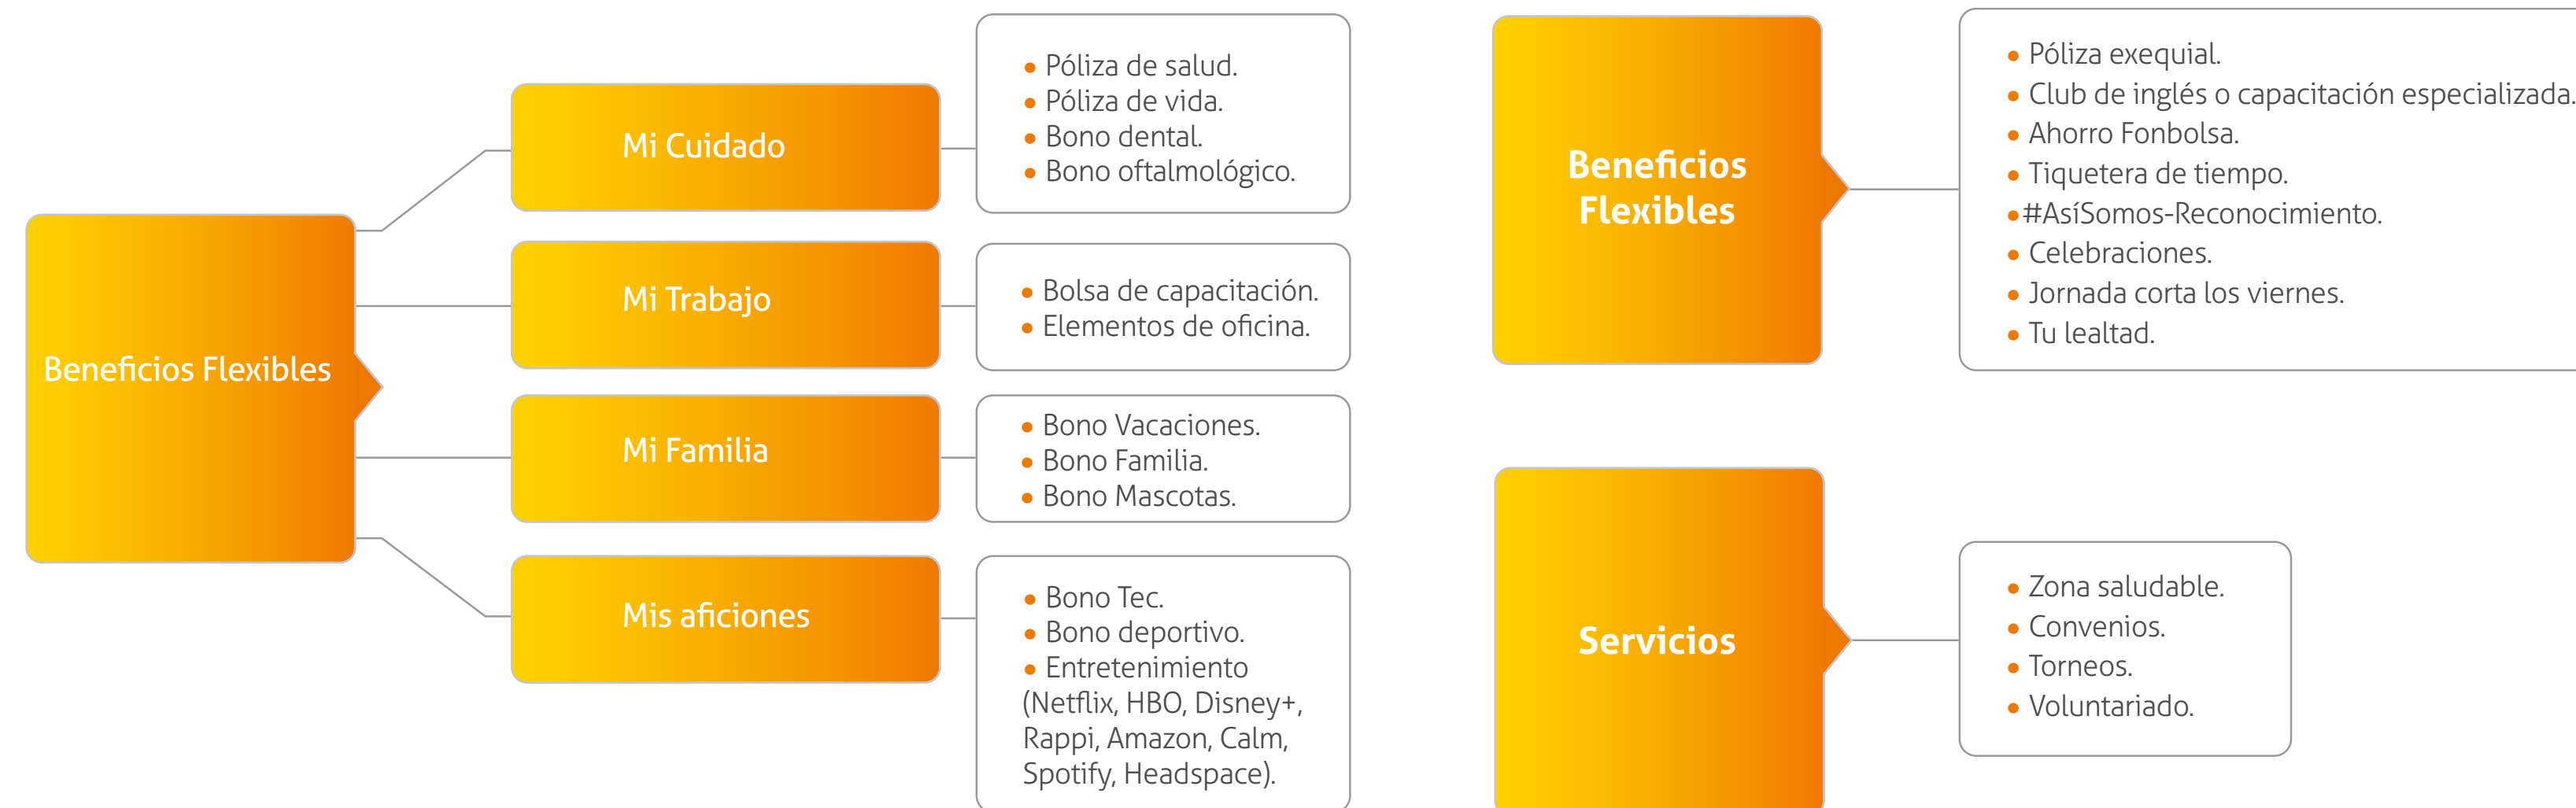 Beneficios Flexibles
Mi Cuidado
• Póliza de salud.
• Póliza de vida.
• Bono dental.
• Bono oftalmológico.
Mi Trabajo
• Bolsa de capacitación.
• Elementos de oficina.
Mi Familia
• Bono Vacaciones.
• Bono Familia.
• Bono Mascotas.
Mis aficiones
• Bono Tec.
• Bono deportivo.
• Entretenimiento
(Netflix, HBO, Disney+,
Rappi, Amazon, Calm,
Spotify, Headspace).
Beneficios
Flexibles
• Póliza exequial.
• Club de inglés o capacitación especializada.
• Ahorro Fonbolsa.
• Tiquetera de tiempo.
•#AsíSomos-Reconocimiento.
• Celebraciones.
• Jornada corta los viernes.
• Tu lealtad.
Servicios
• Zona saludable.
• Convenios.
• Torneos.
• Voluntariado.